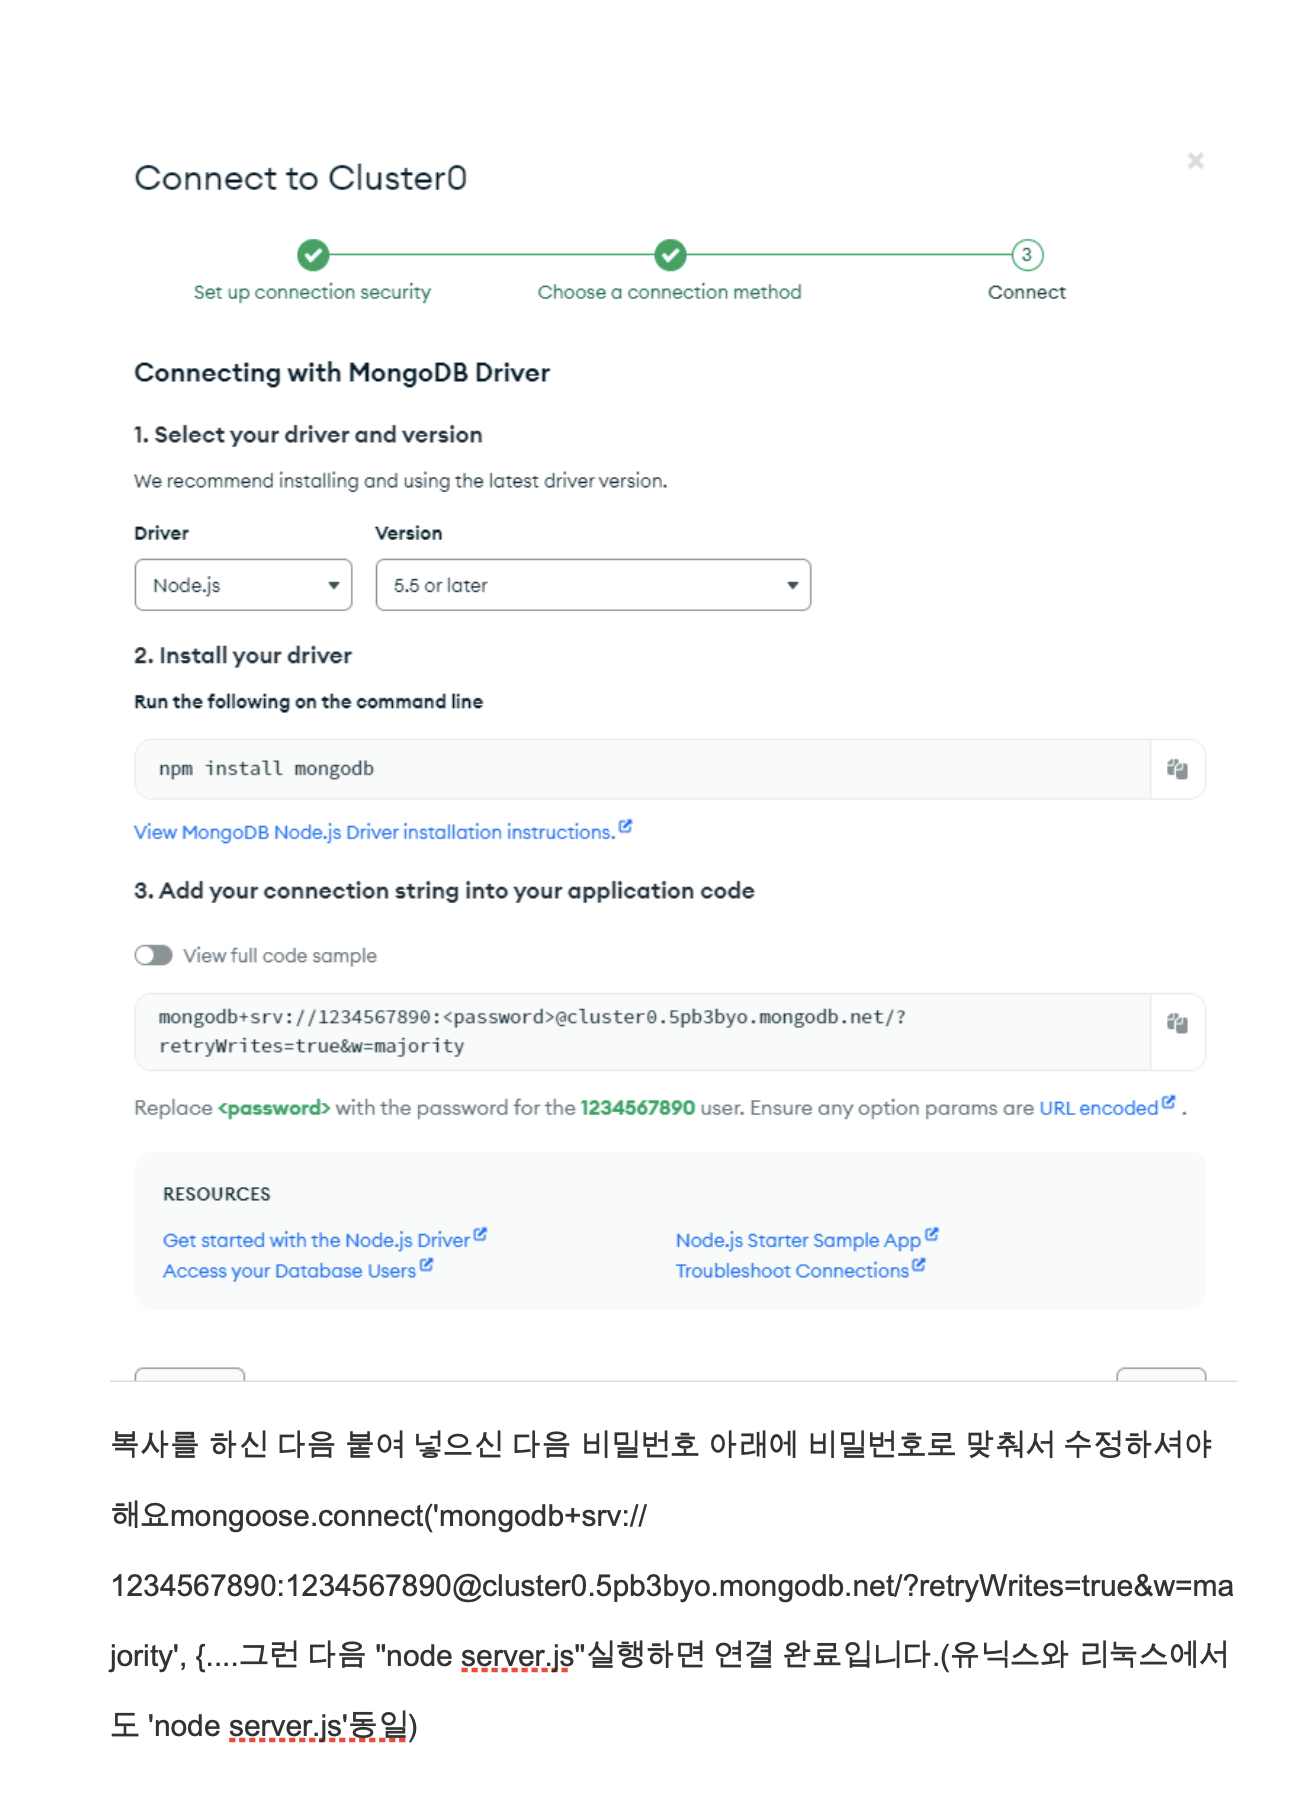 Connect to Cluster0
Set up connection security
Choose a connection method
3
Connect
Connecting with MongoDB Driver
1. Select your driver and version
We recommend installing and using the latest driver version.
Driver
Version
Node.js
5.5 or later
2. Install your driver
Run the following on the command line
npm install mongodb
View MongoDB Node.js Driver installation instructions.
3. Add your connection string into your application code
View full code sample
mongodb+srv://1234567890:<password>@cluster0.5pb3byo.mongodb.net/?
retryWrites=true&w=majority
Replace <password> with the password for the 1234567890 user. Ensure any option params are URL encoded .
RESOURCES
Get started with the Node.js Driver
Node.js Starter Sample App
Access your Database Users
Troubleshoot Connections
복사를 하신 다음 붙여 넣으신 다음 비밀번호 아래에 비밀번호로 맞춰서 수정하셔야
해요mongoose.connect('mongodb+srv://
1234567890:1234567890@cluster0.5pb3byo.mongodb.net/?retryWrites=true&w=ma
jority', {....그런 다음 "node server.js"실행하면 연결 완료입니다.(유닉스와 리눅스에서
도 'node server.js'동일)